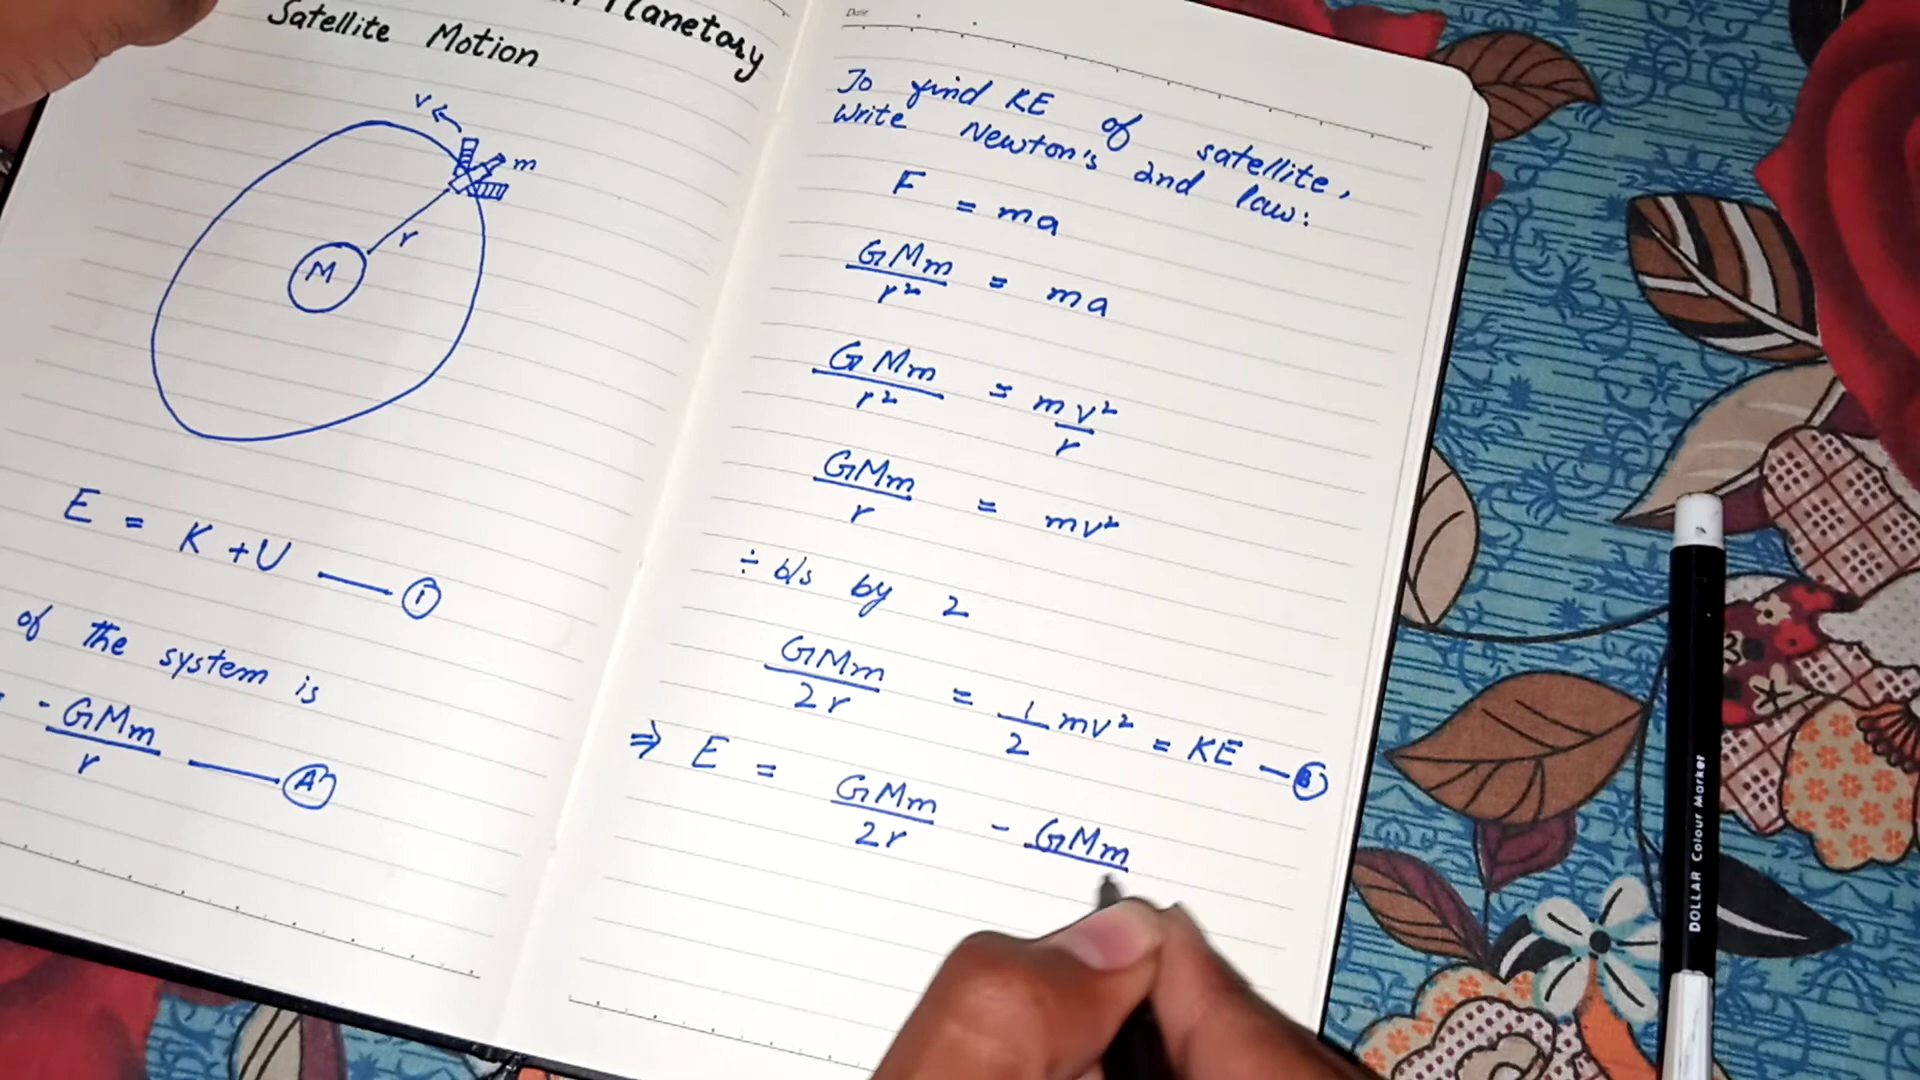 Planetary
Satellite Motion
v
m
r
M
E = K + U — ①
of the system is
- GMm / r — (A)
Date
To find KE of satellite,
Write Newton's 2nd law:
F = ma
GMm / r² = ma
GMm / r² = m v² / r
GMm / r = mv²
÷ b/s by 2
GMm / 2r = 1/2 mv² = KE — (B)
⇒ E = GMm / 2r - GMm
DOLLAR Colour Marker